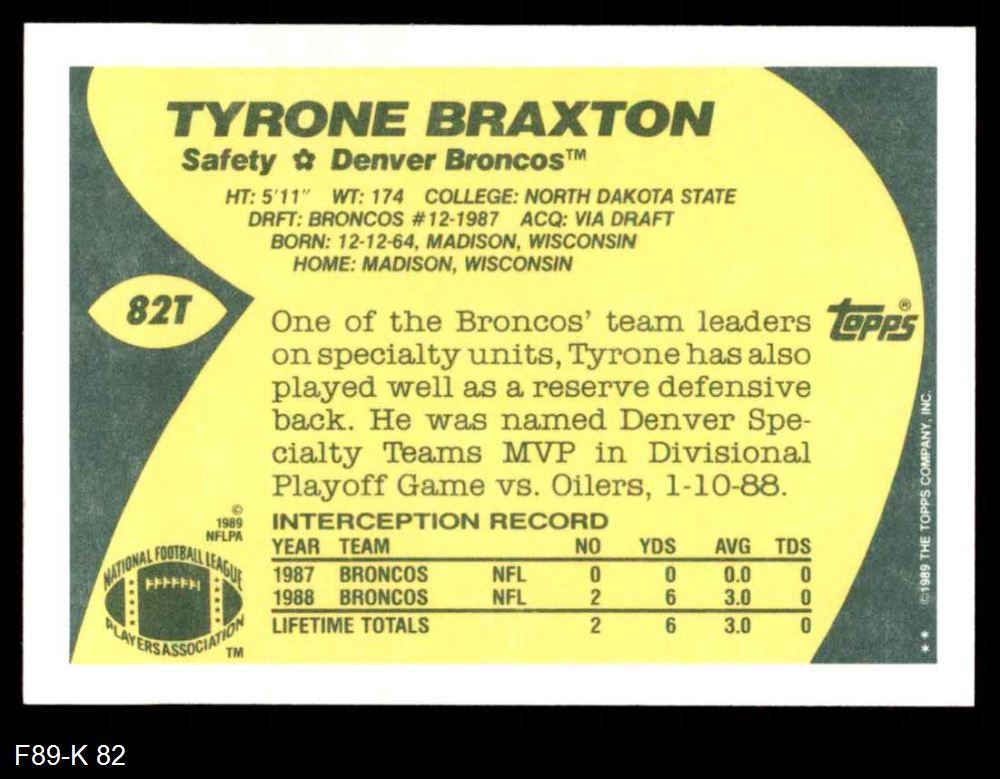 TYRONE BRAXTON
Safety ✿ Denver Broncos™
HT: 5'11" WT: 174 COLLEGE: NORTH DAKOTA STATE
DRFT: BRONCOS #12-1987 ACQ: VIA DRAFT
BORN: 12-12-64, MADISON, WISCONSIN
HOME: MADISON, WISCONSIN
82T
TOPPS®
One of the Broncos' team leaders
on specialty units, Tyrone has also
played well as a reserve defensive
back. He was named Denver Spe-
cialty Teams MVP in Divisional
Playoff Game vs. Oilers, 1-10-88.
©
1989
NFLPA
NATIONAL FOOTBALL LEAGUE
PLAYERS ASSOCIATION
TM
INTERCEPTION RECORD
YEAR TEAM NO YDS AVG TDS
1987 BRONCOS NFL 0 0 0.0 0
1988 BRONCOS NFL 2 6 3.0 0
LIFETIME TOTALS 2 6 3.0 0
** ©1989 THE TOPPS COMPANY, INC.
F89-K 82